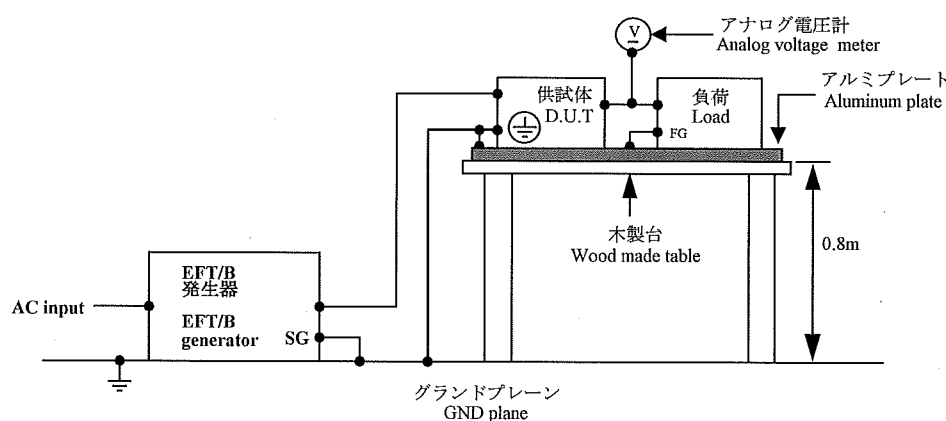 V
アナログ電圧計
Analog voltage meter
アルミプレート
Aluminum plate
供試体
D.U.T
負荷
Load
FG
木製台
Wood made table
0.8m
EFT/B
発生器
AC input
EFT/B
generator
SG
グランドプレーン
GND plane